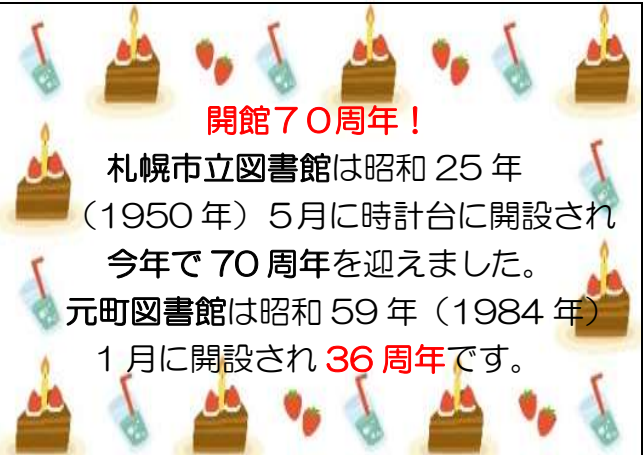 開館７０周年！
札幌市立図書館は昭和 25 年
（1950 年）５月に時計台に開設され
今年で 70 周年を迎えました。
元町図書館は昭和 59 年（1984 年）
１月に開設され 36 周年です。